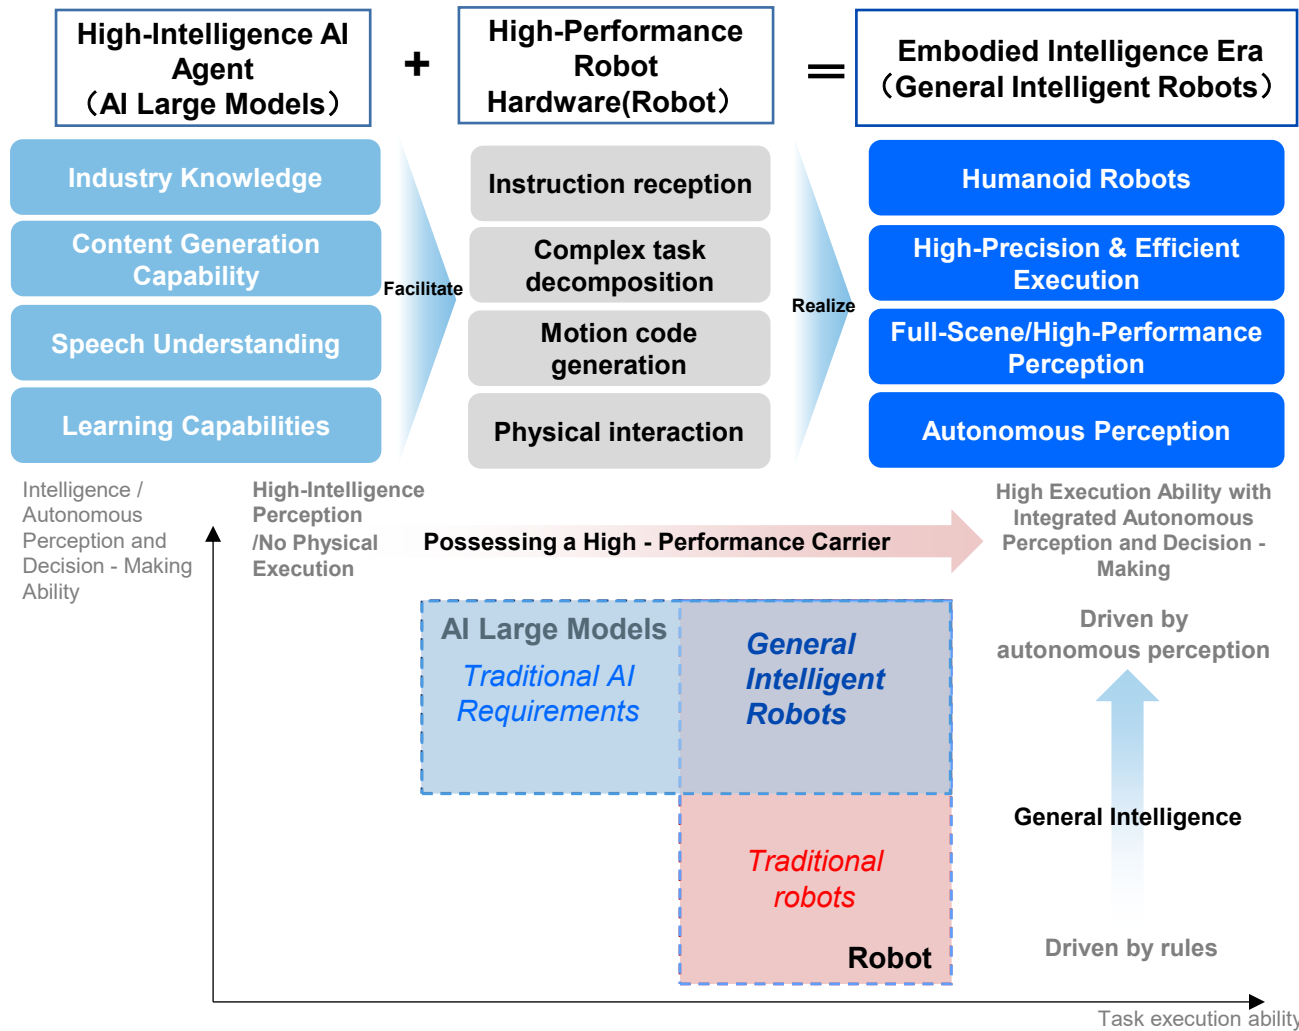 High-Intelligence AI
Agent
（AI Large Models）
+
High-Performance
Robot
Hardware(Robot）
=
Embodied Intelligence Era
（General Intelligent Robots）
Industry Knowledge
Content Generation
Capability
Speech Understanding
Learning Capabilities
Facilitate
Instruction reception
Complex task
decomposition
Motion code
generation
Physical interaction
Realize
Humanoid Robots
High-Precision & Efficient
Execution
Full-Scene/High-Performance
Perception
Autonomous Perception
Intelligence /
Autonomous
Perception and
Decision - Making
Ability
High-Intelligence
Perception
/No Physical
Execution
Possessing a High - Performance Carrier
High Execution Ability with
Integrated Autonomous
Perception and Decision -
Making
AI Large Models
Traditional AI
Requirements
General
Intelligent
Robots
Traditional
robots
Robot
Driven by
autonomous perception
General Intelligence
Driven by rules
Task execution ability